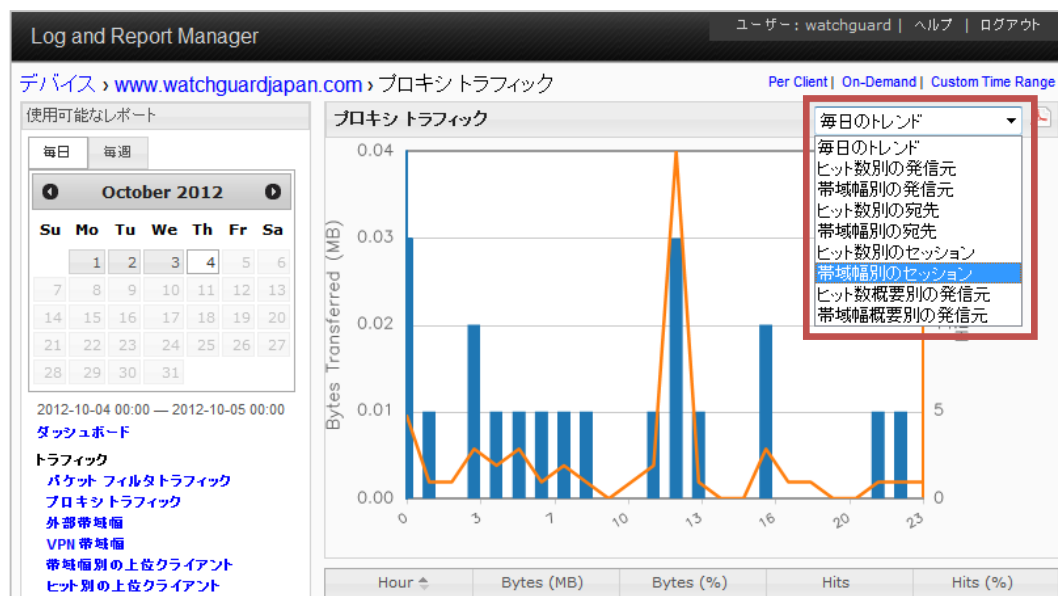 Log and Report Manager
ユーザー: watchguard | ヘルプ | ログアウト
デバイス › www.watchguardjapan.com › プロキシ トラフィック
Per Client | On-Demand | Custom Time Range
使用可能なレポート
毎日 毎週
October 2012
Su Mo Tu We Th Fr Sa
1 2 3 4 5 6
7 8 9 10 11 12 13
14 15 16 17 18 19 20
21 22 23 24 25 26 27
28 29 30 31
2012-10-04 00:00 — 2012-10-05 00:00
ダッシュボード
トラフィック
パケット フィルタ トラフィック
プロキシ トラフィック
外部帯域幅
VPN 帯域幅
帯域幅別の上位クライアント
ヒット別の上位クライアント
プロキシ トラフィック
毎日のトレンド
毎日のトレンド
ヒット数別の発信元
帯域幅別の発信元
ヒット数別の宛先
帯域幅別の宛先
ヒット数別のセッション
帯域幅別のセッション
ヒット数概要別の発信元
帯域幅概要別の発信元
Bytes Transferred (MB)
0.04
0.03
0.02
0.01
0.00
5
0
0 3 7 10 13 16 20 23
Hour Bytes (MB) Bytes (%) Hits Hits (%)